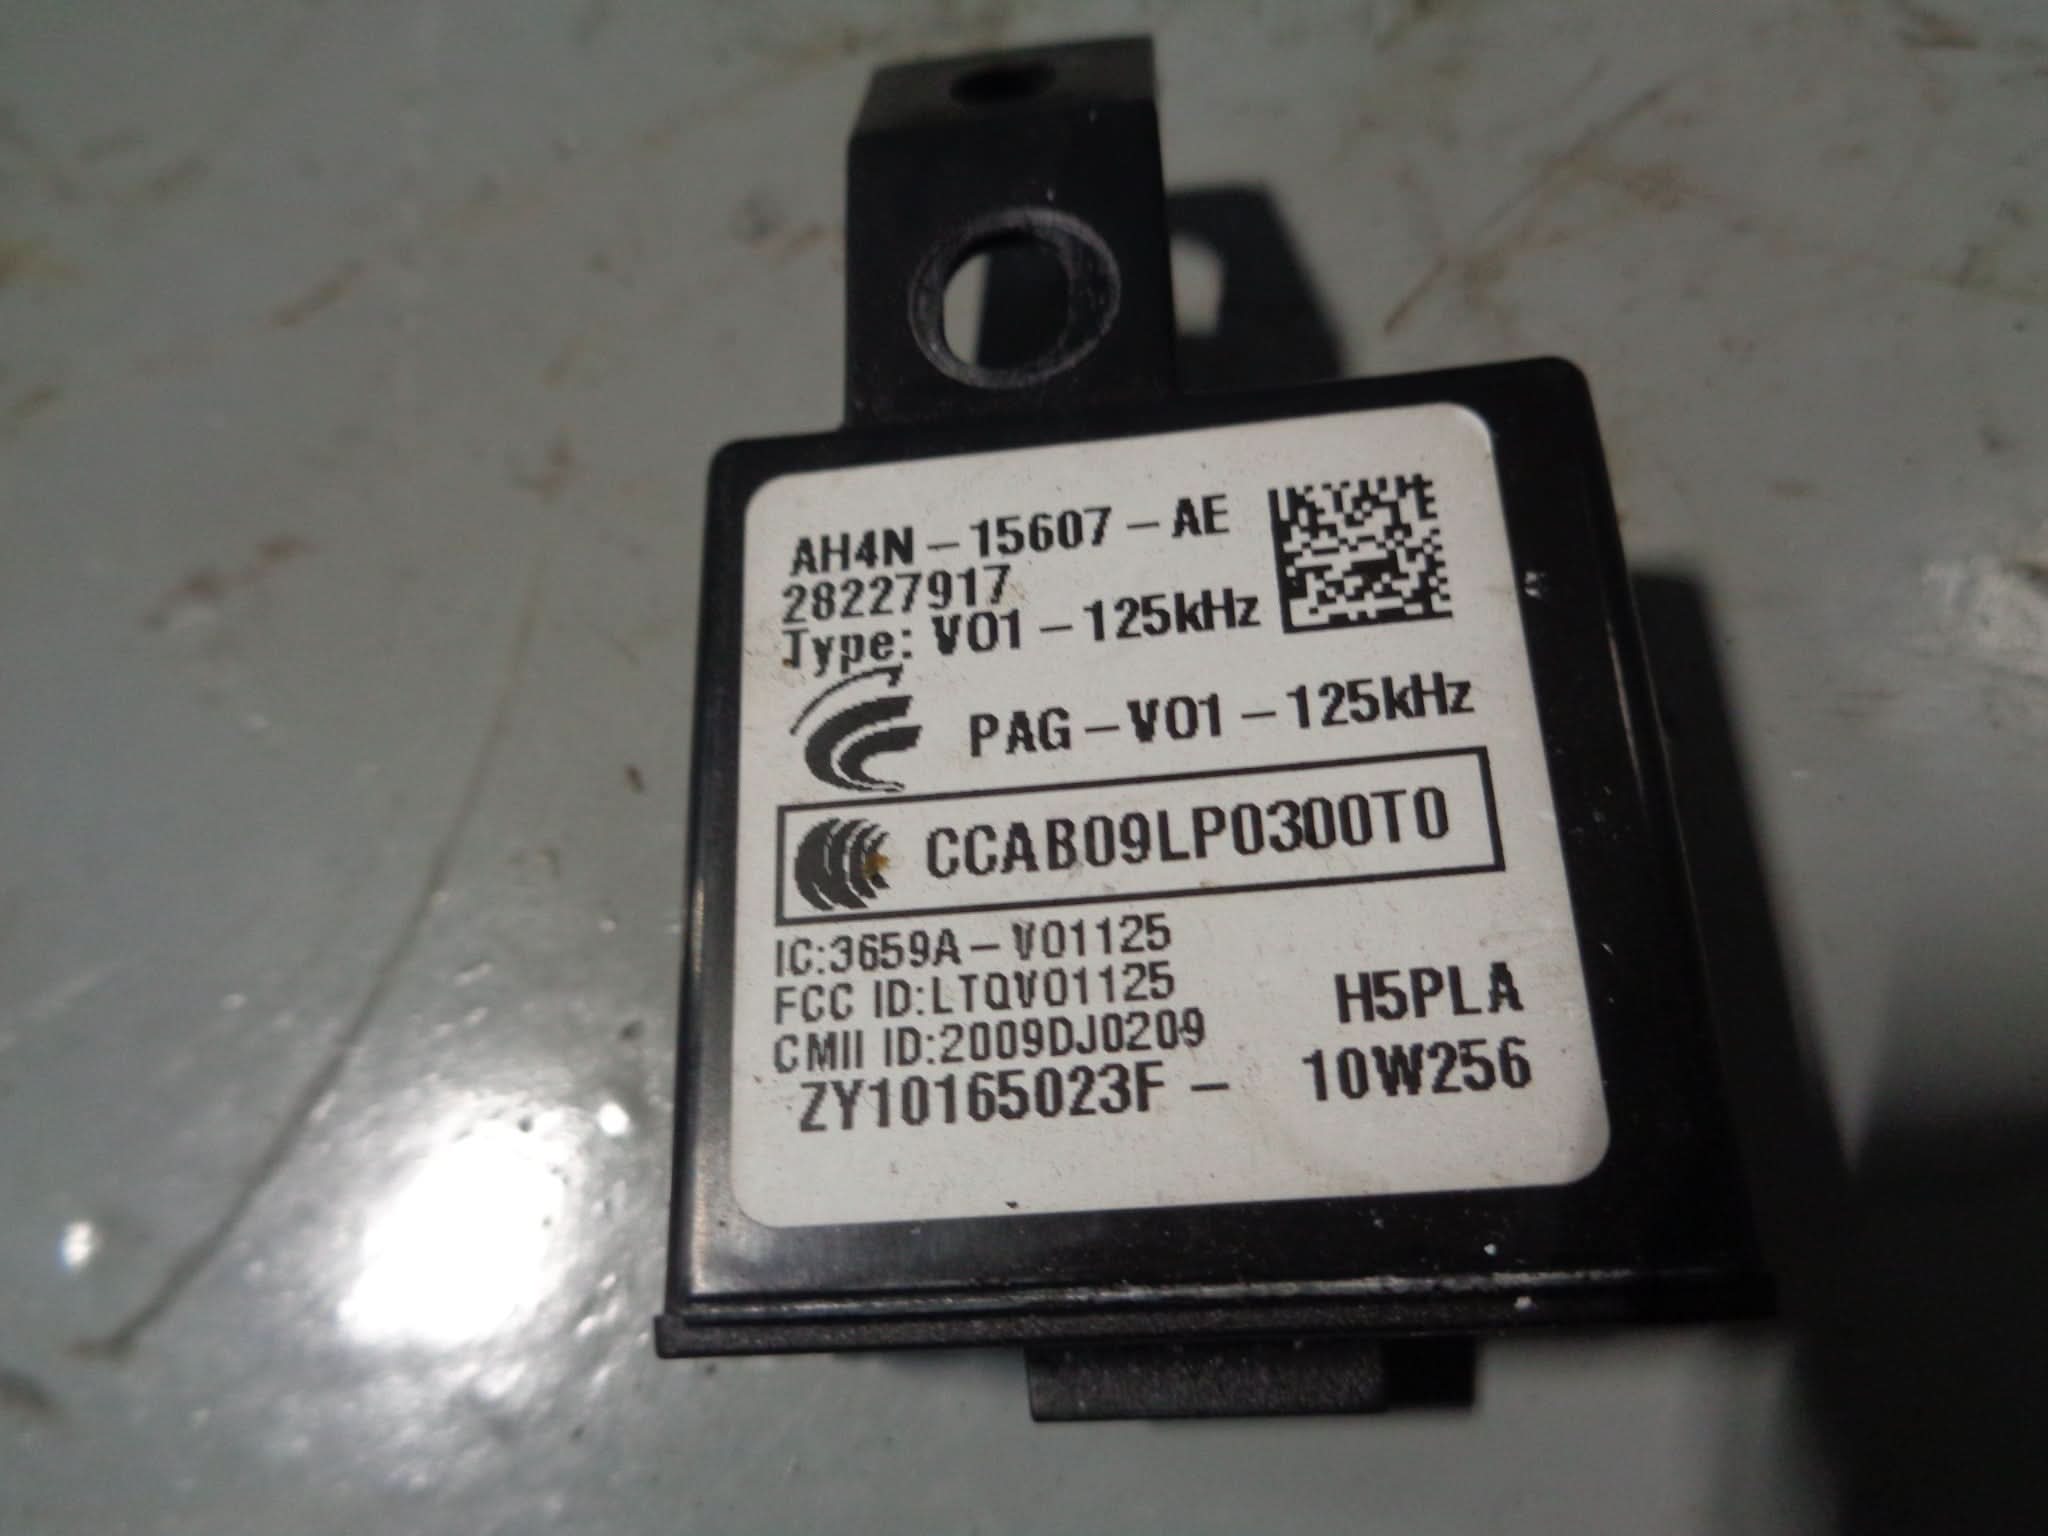 AH4N-15607-AE
28227917
Type: V01-125kHz
PAG-V01-125kHz
CCAB09LP0300T0
IC:3659A-V01125
FCC ID:LTQV01125
CMII ID:2009DJ0209
H5PLA
ZY10165023F- 10W256